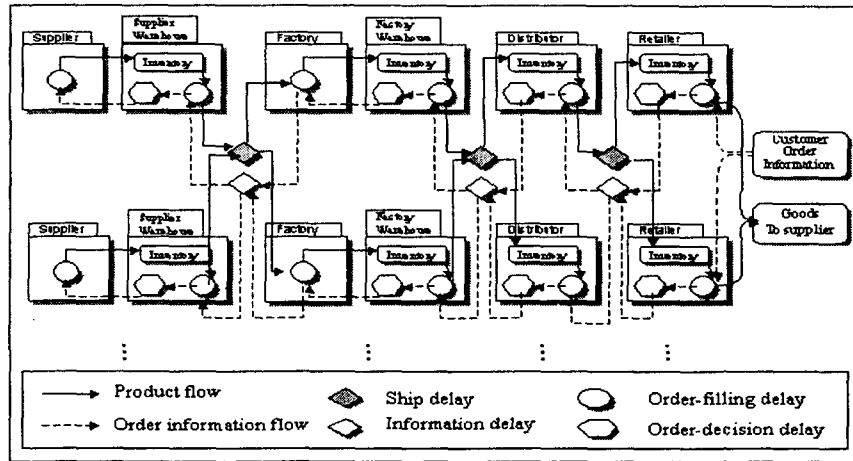 Supplier
Supplier
Warehouse
Inventory
Factory
Factory
Warehouse
Inventory
Distributor
Inventory
Retailer
Inventory
Customer
Order
Information
Goods
To supplier
Supplier
Supplier
Warehouse
Inventory
Factory
Factory
Warehouse
Inventory
Distributor
Inventory
Retailer
Inventory
Product flow
Ship delay
Order-filling delay
Order information flow
Information delay
Order-decision delay